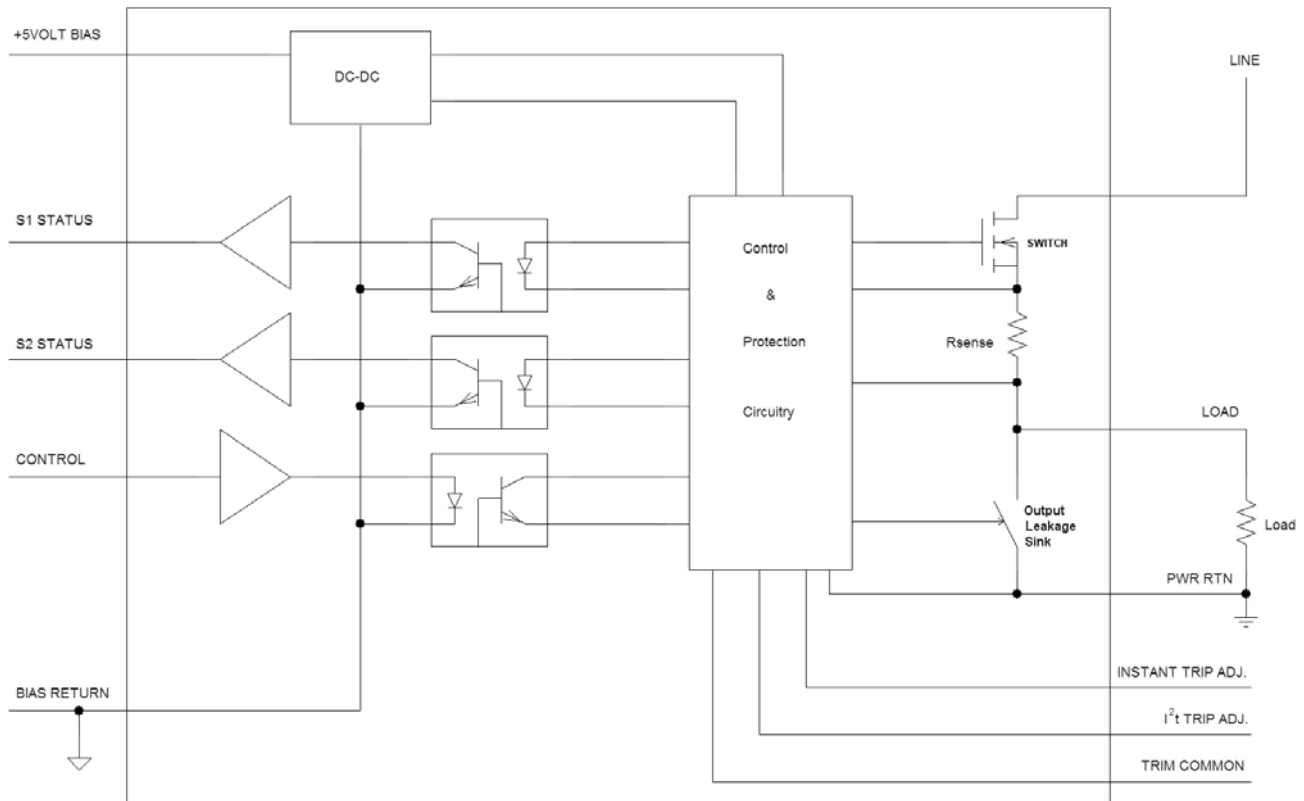 +5VOLT BIAS
DC-DC
LINE
S1 STATUS
Control
&
Protection
Circuitry
SWITCH
S2 STATUS
Rsense
CONTROL
LOAD
Output
Leakage
Sink
Load
PWR RTN
BIAS RETURN
INSTANT TRIP ADJ.
I²t TRIP ADJ.
TRIM COMMON